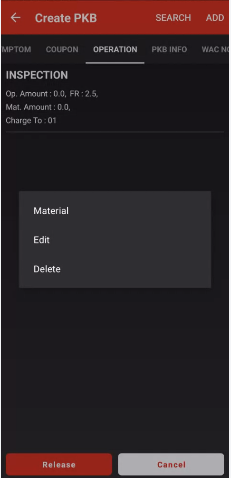 ← Create PKB SEARCH ADD
MPTOM COUPON OPERATION PKB INFO WAC NO
INSPECTION
Op. Amount : 0.0, FR : 2.5,
Mat. Amount : 0.0,
Charge To : 01
Material
Edit
Delete
Release Cancel